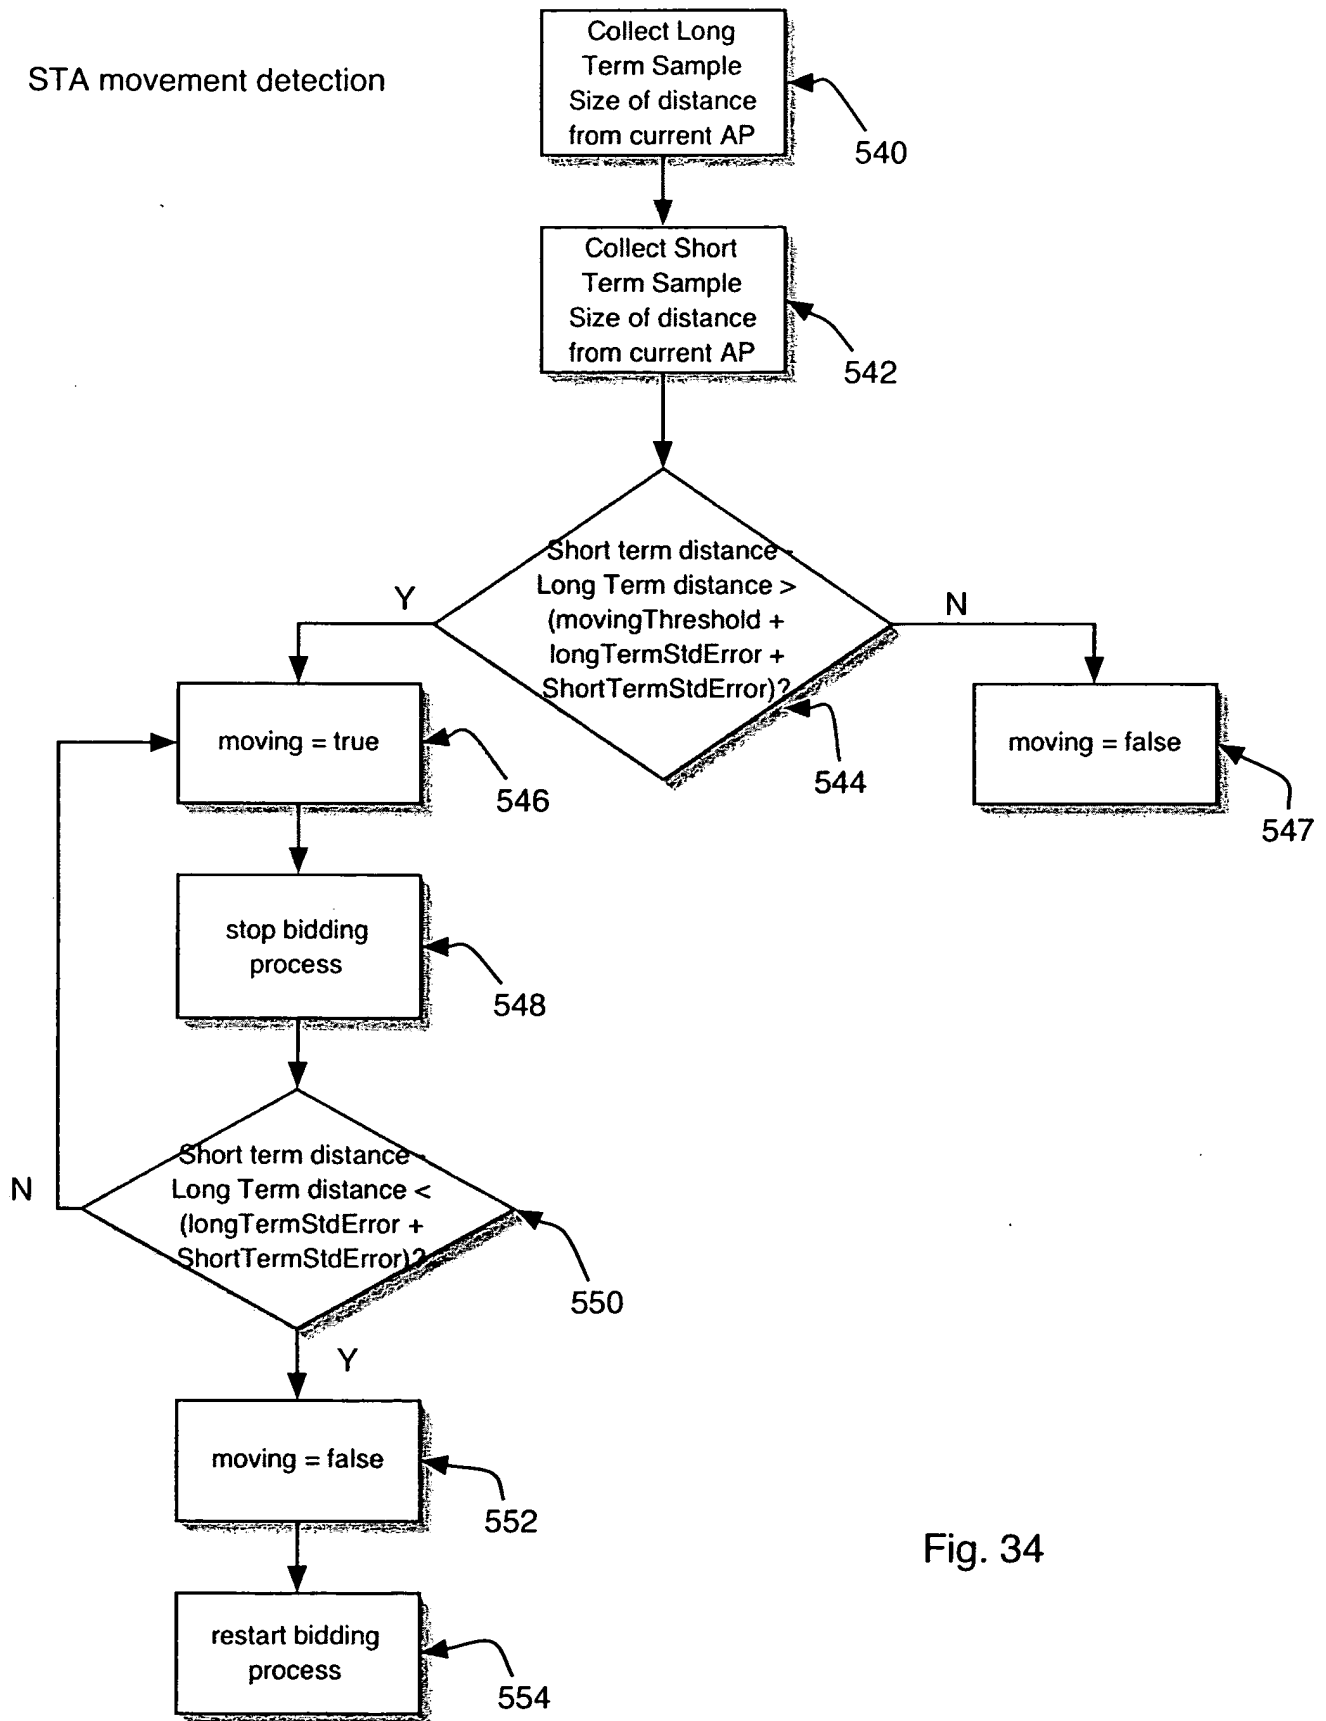 STA movement detection
Collect Long
Term Sample
Size of distance
from current AP
540
Collect Short
Term Sample
Size of distance
from current AP
542
Short term distance -
Long Term distance >
(movingThreshold +
longTermStdError +
ShortTermStdError)?
544
Y
N
moving = true
546
moving = false
547
stop bidding
process
548
Short term distance -
Long Term distance <
(longTermStdError +
ShortTermStdError)?
550
N
Y
moving = false
552
restart bidding
process
554
Fig. 34